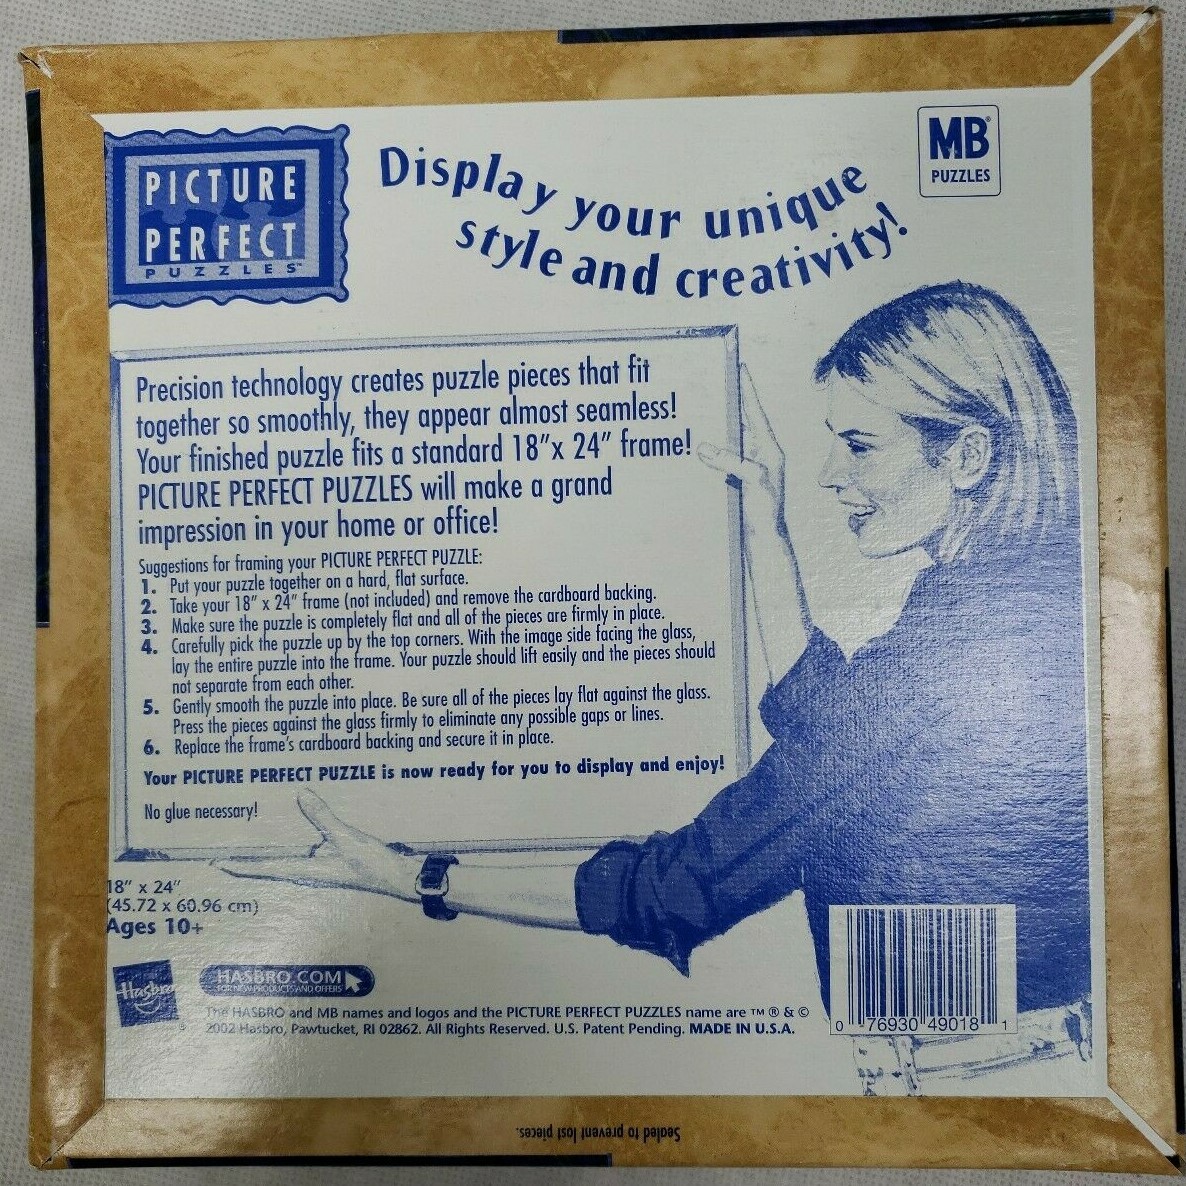 PICTURE
PERFECT
PUZZLES™
Display your unique
style and creativity!
MB®
PUZZLES
Precision technology creates puzzle pieces that fit
together so smoothly, they appear almost seamless!
Your finished puzzle fits a standard 18"x 24" frame!
PICTURE PERFECT PUZZLES will make a grand
impression in your home or office!
Suggestions for framing your PICTURE PERFECT PUZZLE:
1. Put your puzzle together on a hard, flat surface.
2. Take your 18" x 24" frame (not included) and remove the cardboard backing.
3. Make sure the puzzle is completely flat and all of the pieces are firmly in place.
4. Carefully pick the puzzle up by the top corners. With the image side facing the glass,
lay the entire puzzle into the frame. Your puzzle should lift easily and the pieces should
not separate from each other.
5. Gently smooth the puzzle into place. Be sure all of the pieces lay flat against the glass.
Press the pieces against the glass firmly to eliminate any possible gaps or lines.
6. Replace the frame's cardboard backing and secure it in place.
Your PICTURE PERFECT PUZZLE is now ready for you to display and enjoy!
No glue necessary!
18" x 24"
(45.72 x 60.96 cm)
Ages 10+
Hasbro
®
HASBRO.COM
FOR NEW PRODUCTS AND OFFERS
The HASBRO and MB names and logos and the PICTURE PERFECT PUZZLES name are ™ ® & ©
2002 Hasbro, Pawtucket, RI 02862. All Rights Reserved. U.S. Patent Pending. MADE IN U.S.A.
0 76930 49018 1
Sealed to prevent lost pieces.